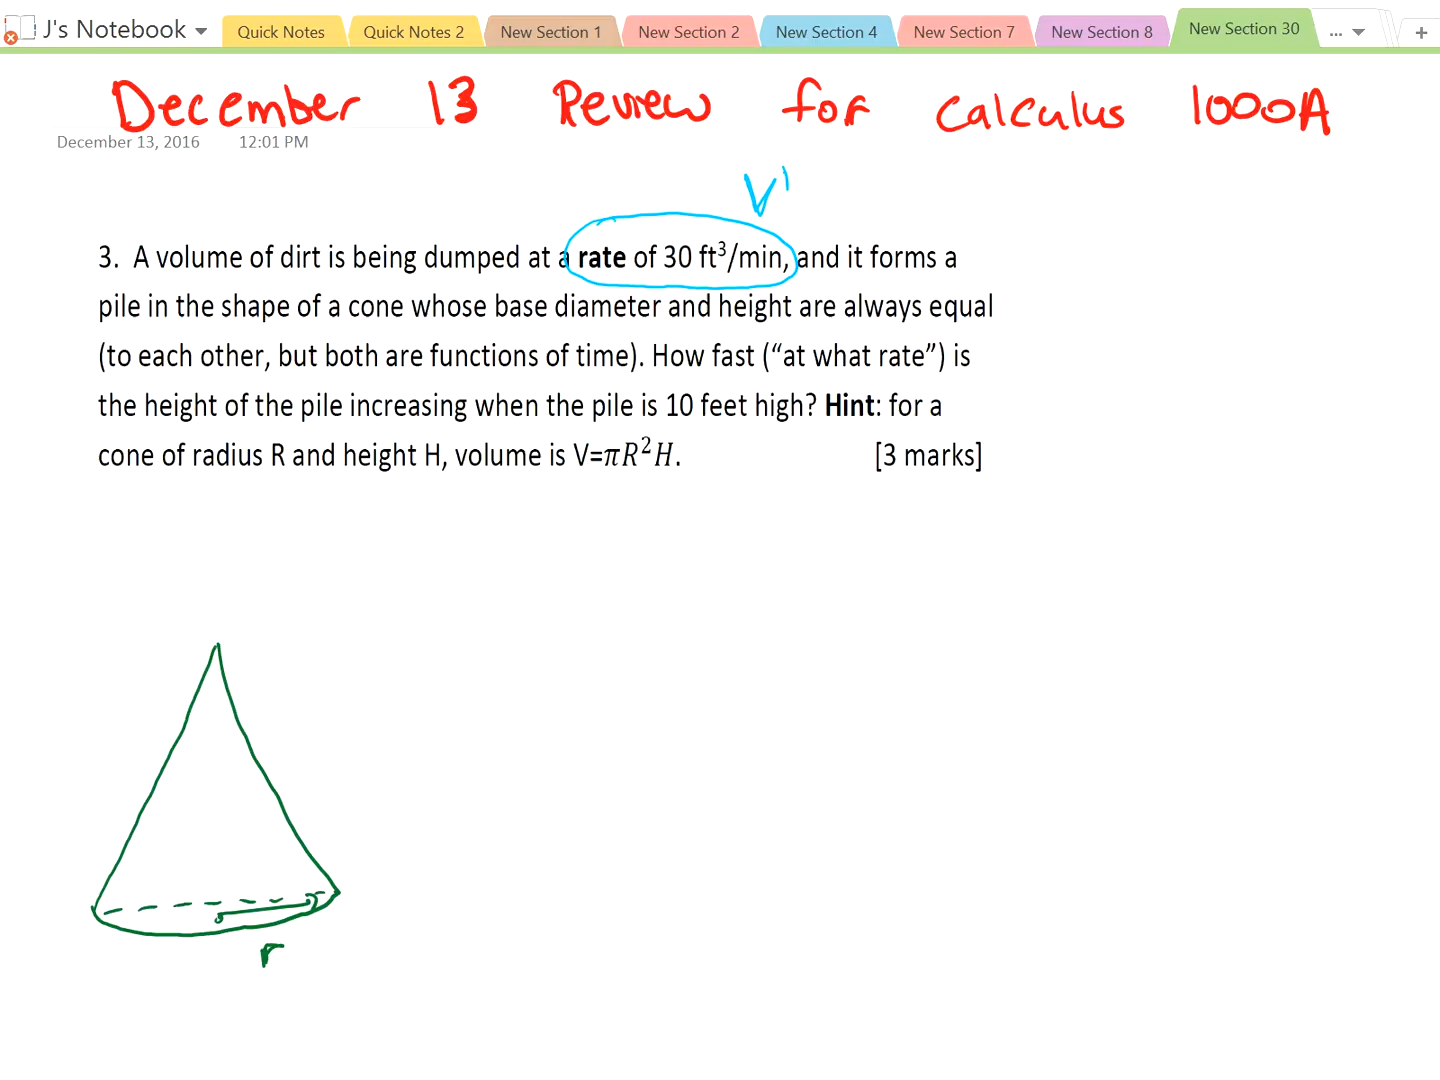 J's Notebook Quick Notes Quick Notes 2 New Section 1 New Section 2 New Section 4 New Section 7 New Section 8 New Section 30 ... +
December 13 Review for Calculus 1000A
December 13, 2016 12:01 PM
V'
3. A volume of dirt is being dumped at a rate of 30 ft³/min, and it forms a
pile in the shape of a cone whose base diameter and height are always equal
(to each other, but both are functions of time). How fast (“at what rate”) is
the height of the pile increasing when the pile is 10 feet high? Hint: for a
cone of radius R and height H, volume is V=πR²H. [3 marks]
r